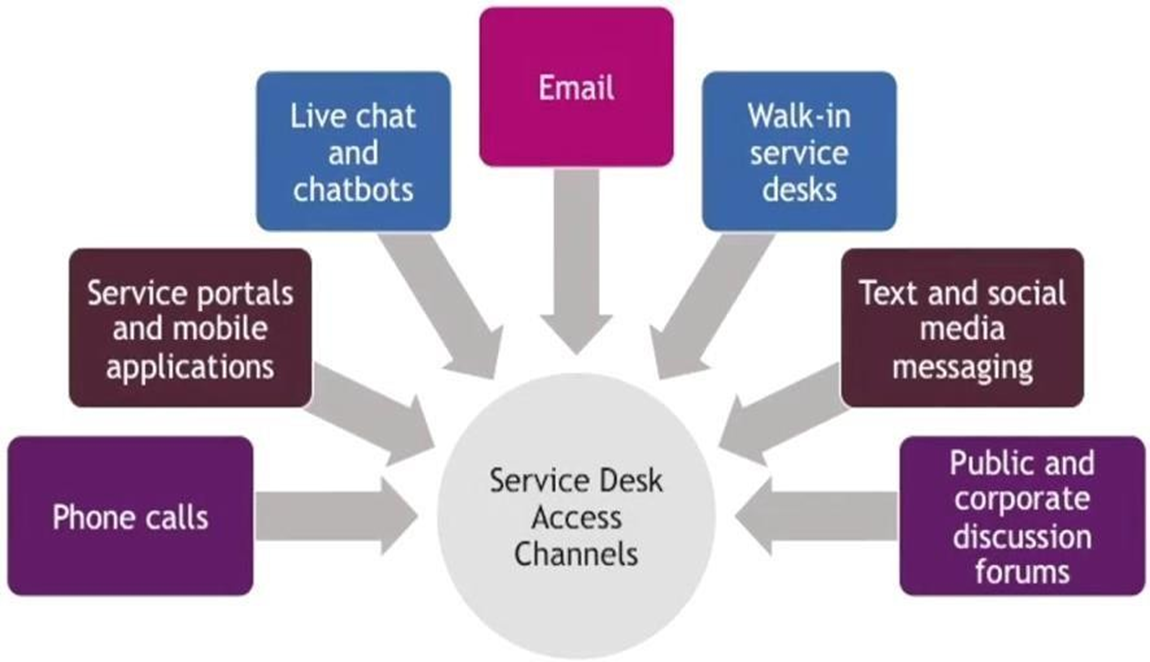 Email
Live chat
and
chatbots
Walk-in
service
desks
Service portals
and mobile
applications
Text and social
media
messaging
Phone calls
Service Desk
Access
Channels
Public and
corporate
discussion
forums